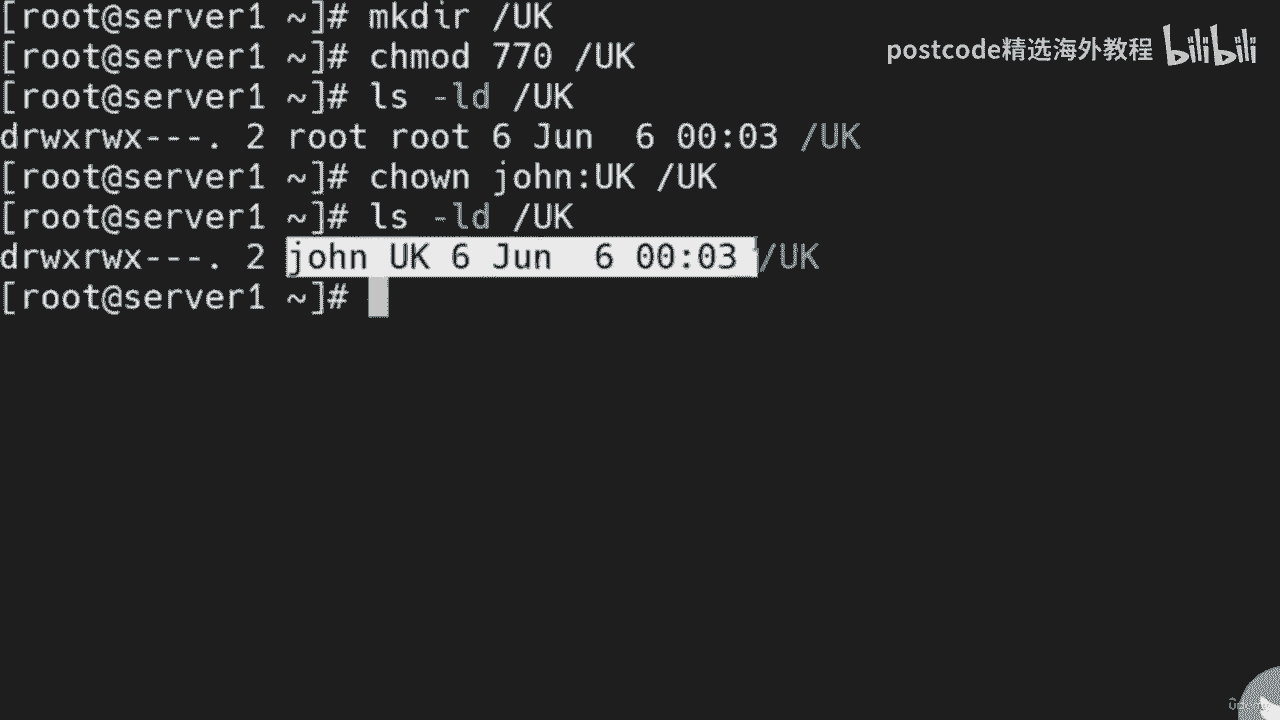 [root@server1 ~]# mkdir /UK
[root@server1 ~]# chmod 770 /UK
[root@server1 ~]# ls -ld /UK
drwxrwx---. 2 root root 6 Jun  6 00:03 /UK
[root@server1 ~]# chown john:UK /UK
[root@server1 ~]# ls -ld /UK
drwxrwx---. 2 john UK 6 Jun  6 00:03 /UK
[root@server1 ~]#
postcode精选海外教程 bilibili